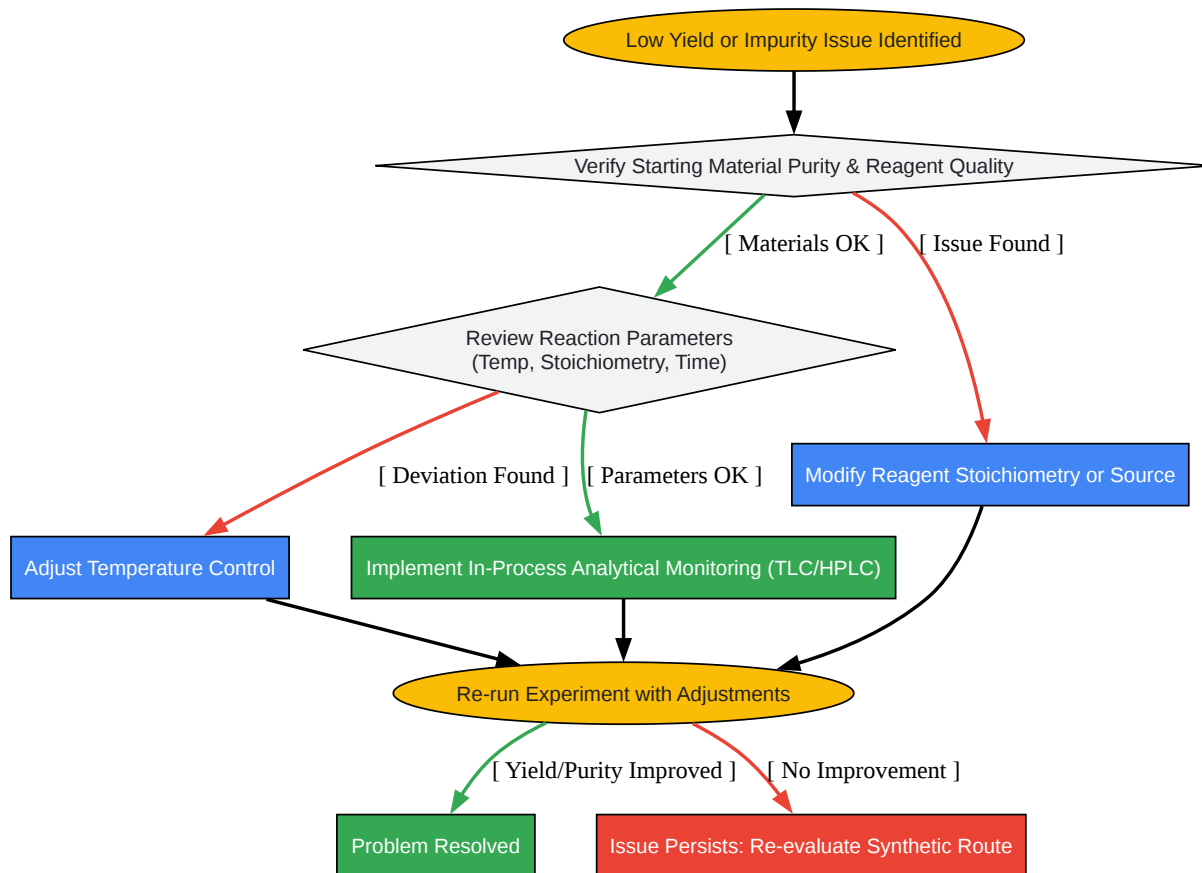 Low Yield or Impurity Issue Identified
Verify Starting Material Purity & Reagent Quality
[ Materials OK ]
[ Issue Found ]
Review Reaction Parameters
(Temp, Stoichiometry, Time)
[ Deviation Found ]
[ Parameters OK ]
Modify Reagent Stoichiometry or Source
Adjust Temperature Control
Implement In-Process Analytical Monitoring (TLC/HPLC)
Re-run Experiment with Adjustments
[ Yield/Purity Improved ]
[ No Improvement ]
Problem Resolved
Issue Persists: Re-evaluate Synthetic Route